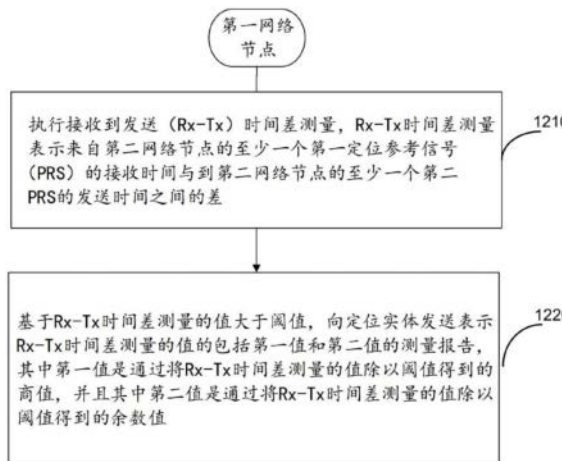 第一网络
节点
执行接收到发送（Rx-Tx）时间差测量，Rx-Tx时间差测量
表示来自第二网络节点的至少一个第一定位参考信号
（PRS）的接收时间与到第二网络节点的至少一个第二
PRS的发送时间之间的差
1210
基于Rx-Tx时间差测量的值大于阈值，向定位实体发送表示
Rx-Tx时间差测量的值的包括第一值和第二值的测量报告，
其中第一值是通过将Rx-Tx时间差测量的值除以阈值得到的
商值，并且其中第二值是通过将Rx-Tx时间差测量的值除以
阈值得到的余数值
1220